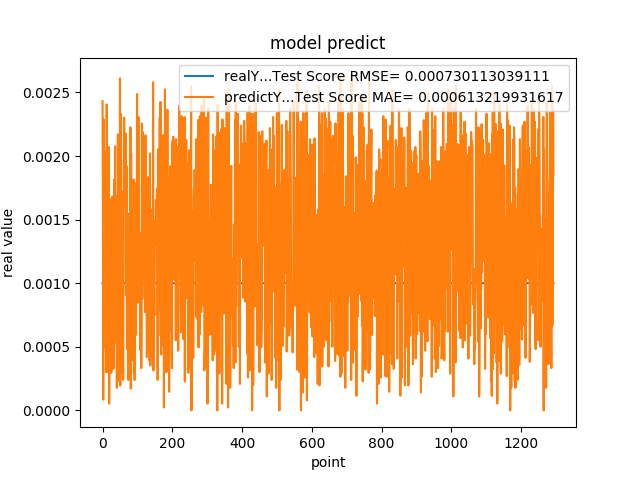 model predict
realY...Test Score RMSE= 0.000730113039111
predictY...Test Score MAE= 0.000613219931617
real value
0.0025
0.0020
0.0015
0.0010
0.0005
0.0000
0 200 400 600 800 1000 1200
point